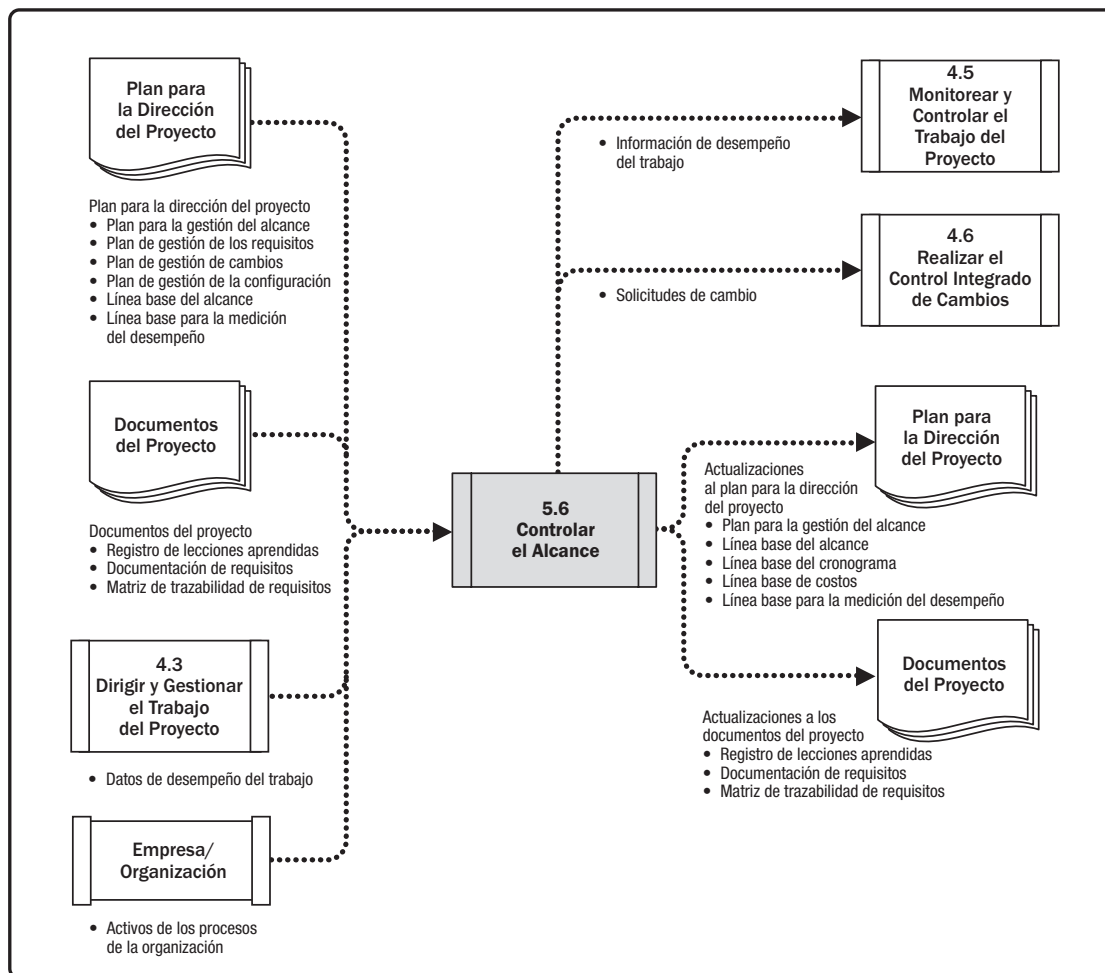 Plan para
la Dirección
del Proyecto
Plan para la dirección del proyecto
• Plan para la gestión del alcance
• Plan de gestión de los requisitos
• Plan de gestión de cambios
• Plan de gestión de la configuración
• Línea base del alcance
• Línea base para la medición
del desempeño
Documentos
del Proyecto
Documentos del proyecto
• Registro de lecciones aprendidas
• Documentación de requisitos
• Matriz de trazabilidad de requisitos
4.3
Dirigir y Gestionar
el Trabajo
del Proyecto
• Datos de desempeño del trabajo
Empresa/
Organización
• Activos de los procesos
de la organización
5.6
Controlar
el Alcance
• Información de desempeño
del trabajo
4.5
Monitorear y
Controlar el
Trabajo del
Proyecto
• Solicitudes de cambio
4.6
Realizar el
Control Integrado
de Cambios
Plan para
la Dirección
del Proyecto
Actualizaciones
al plan para la dirección
del proyecto
• Plan para la gestión del alcance
• Línea base del alcance
• Línea base del cronograma
• Línea base de costos
• Línea base para la medición del desempeño
Documentos
del Proyecto
Actualizaciones a los
documentos del proyecto
• Registro de lecciones aprendidas
• Documentación de requisitos
• Matriz de trazabilidad de requisitos